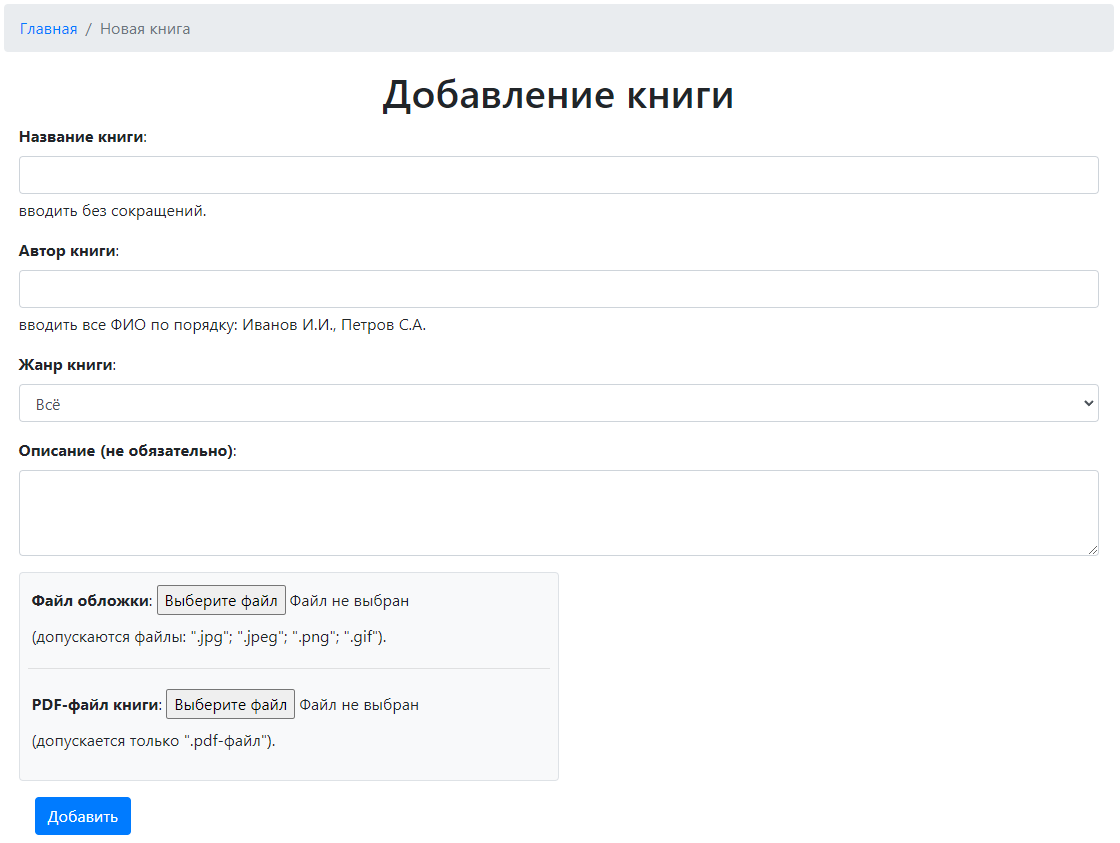 Главная / Новая книга
Добавление книги
Название книги:
вводить без сокращений.
Автор книги:
вводить все ФИО по порядку: Иванов И.И., Петров С.А.
Жанр книги:
Всё
Описание (не обязательно):
Файл обложки: Выберите файл Файл не выбран
(допускаются файлы: ".jpg"; ".jpeg"; ".png"; ".gif").
PDF-файл книги: Выберите файл Файл не выбран
(допускается только ".pdf-файл").
Добавить